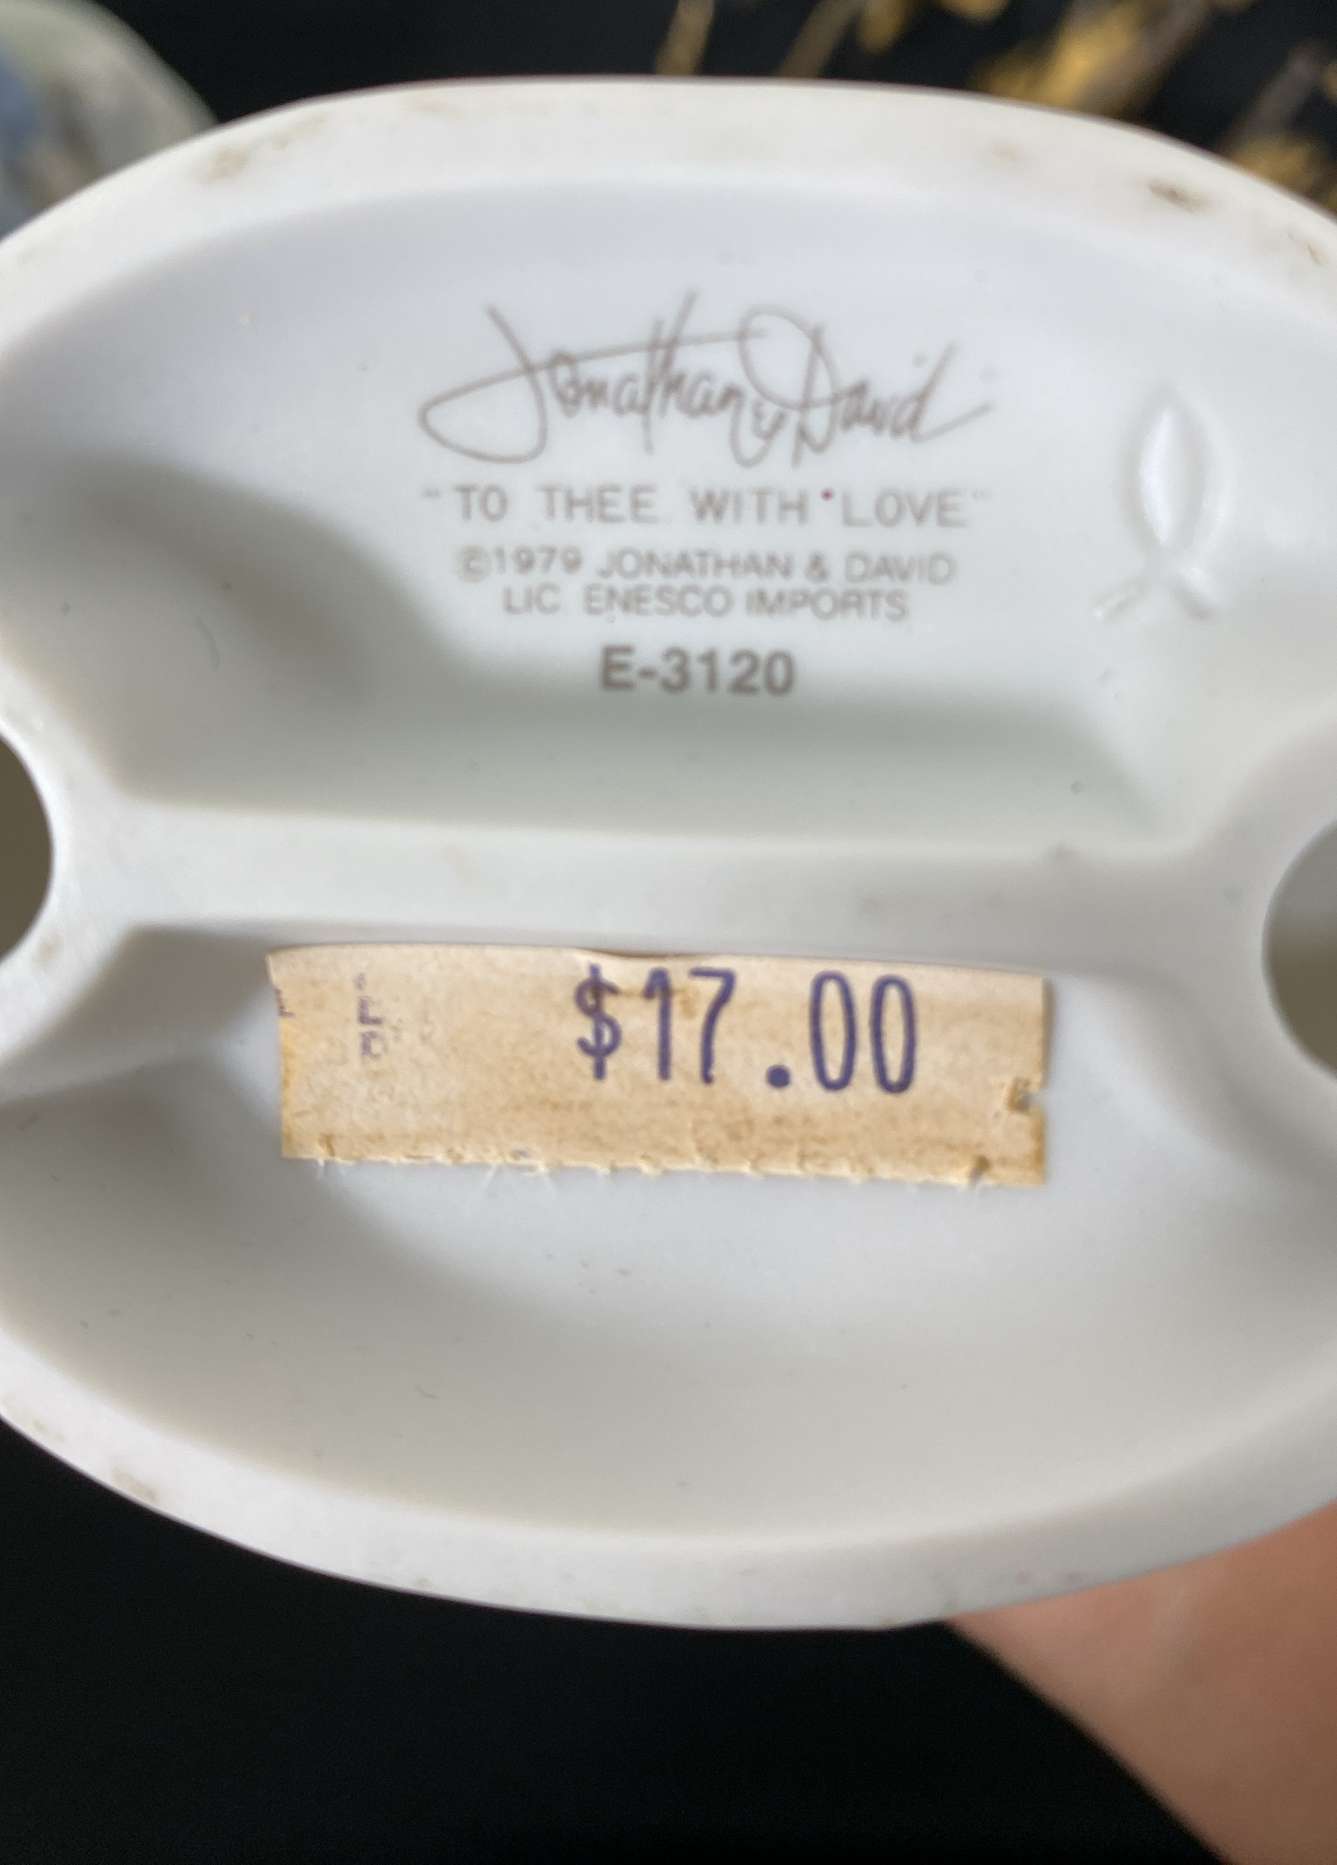 Jonathan & David
"TO THEE WITH LOVE"
©1979 JONATHAN & DAVID
LIC ENESCO IMPORTS
E-3120
$17.00